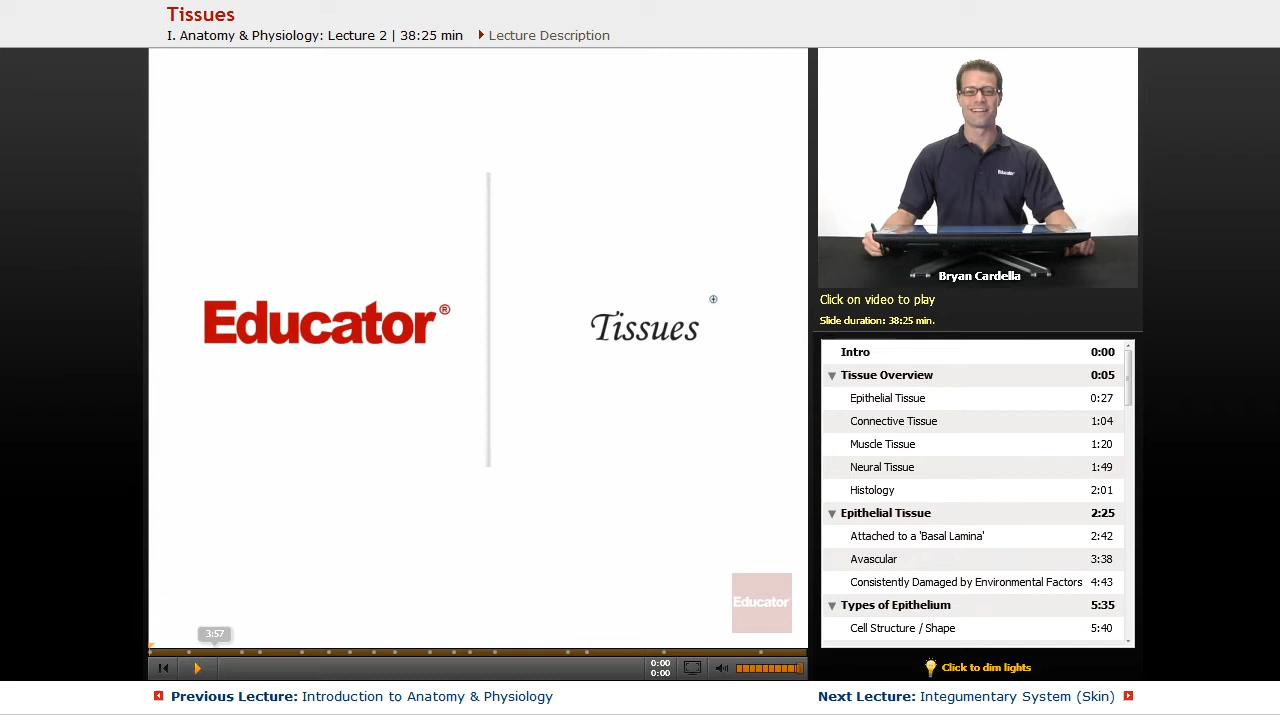 Tissues
I. Anatomy & Physiology: Lecture 2 | 38:25 min Lecture Description
Educator®
Tissues
Educator
Educator
Bryan Cardella
Click on video to play
Slide duration: 38:25 min.
Intro 0:00
Tissue Overview 0:05
Epithelial Tissue 0:27
Connective Tissue 1:04
Muscle Tissue 1:20
Neural Tissue 1:49
Histology 2:01
Epithelial Tissue 2:25
Attached to a 'Basal Lamina' 2:42
Avascular 3:38
Consistently Damaged by Environmental Factors 4:43
Types of Epithelium 5:35
Cell Structure / Shape 5:40
3:57
0:00
0:00
Click to dim lights
Previous Lecture: Introduction to Anatomy & Physiology
Next Lecture: Integumentary System (Skin)